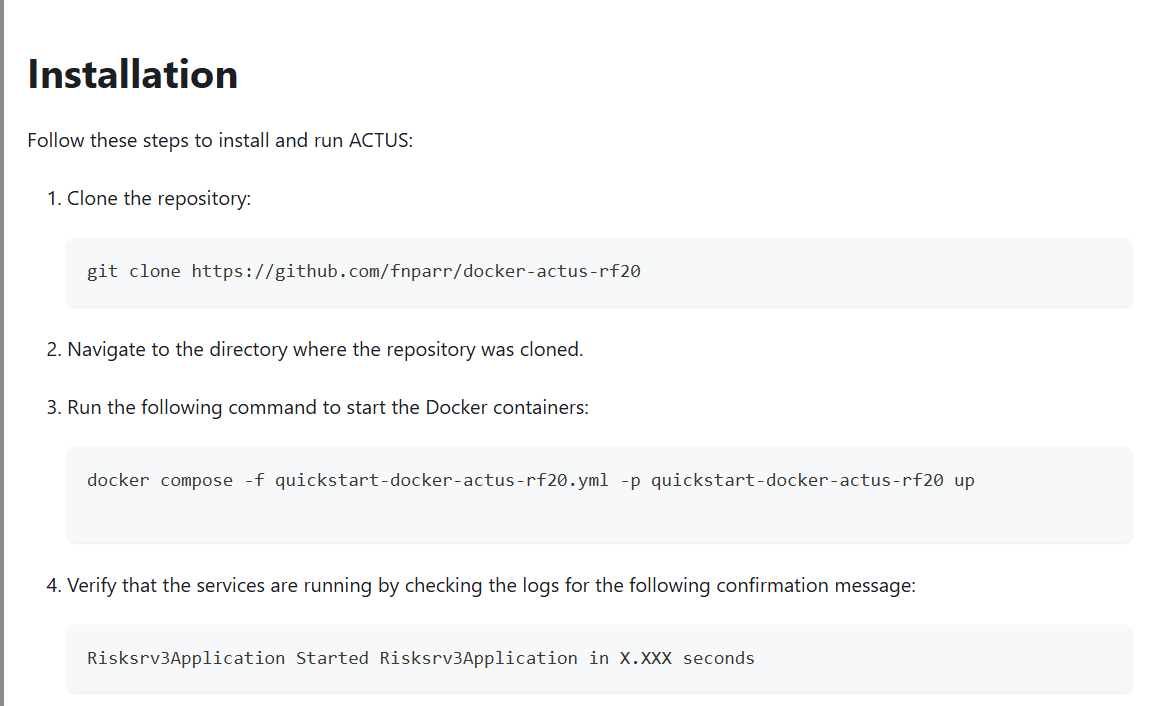 Installation
Follow these steps to install and run ACTUS:
1. Clone the repository:
git clone https://github.com/fnparr/docker-actus-rf20
2. Navigate to the directory where the repository was cloned.
3. Run the following command to start the Docker containers:
docker compose -f quickstart-docker-actus-rf20.yml -p quickstart-docker-actus-rf20 up
4. Verify that the services are running by checking the logs for the following confirmation message:
Risksrv3Application Started Risksrv3Application in X.XXX seconds